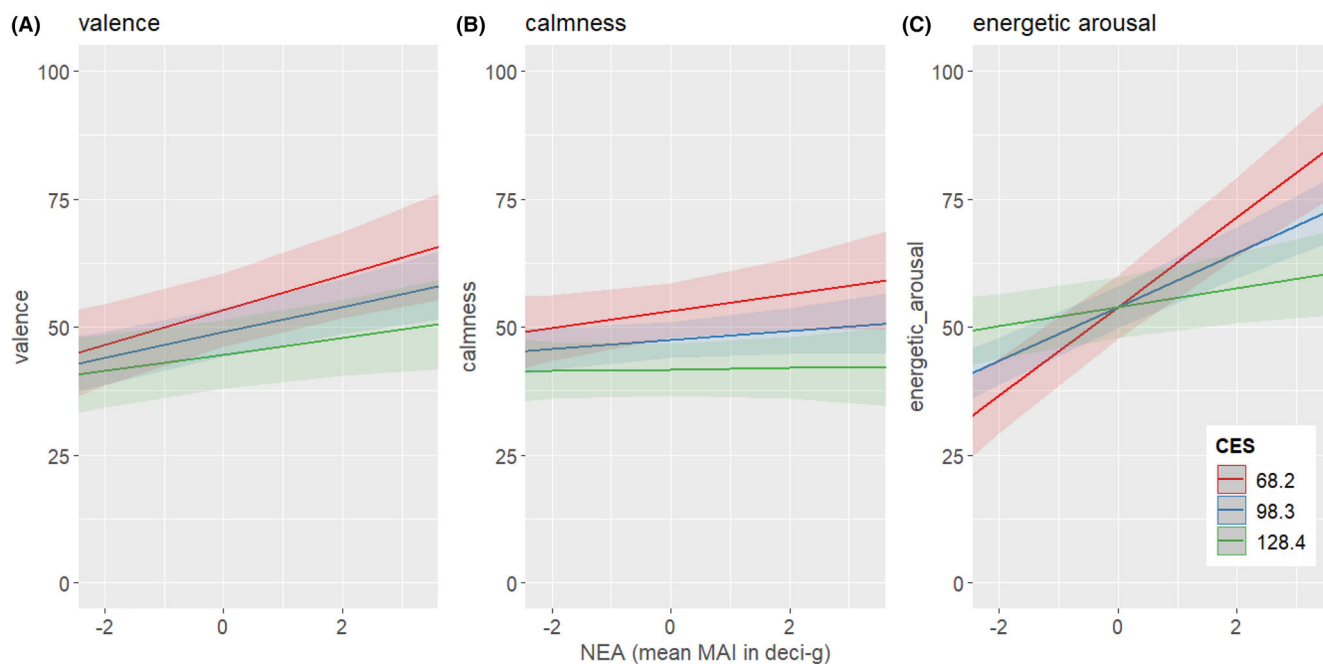 (A) valence
100
75
50
25
0
valence
-2 0 2
(B) calmness
100
75
50
25
0
calmness
-2 0 2
NEA (mean MAI in deci-g)
(C) energetic arousal
100
75
50
25
0
energetic_arousal
-2 0 2
CES
68.2
98.3
128.4